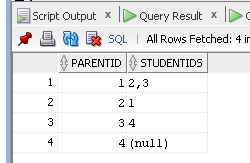 Script Output x Query Result x
SQL | All Rows Fetched: 4 in
PARENTID STUDENTIDS
1 1 2,3
2 2 1
3 3 4
4 4 (null)